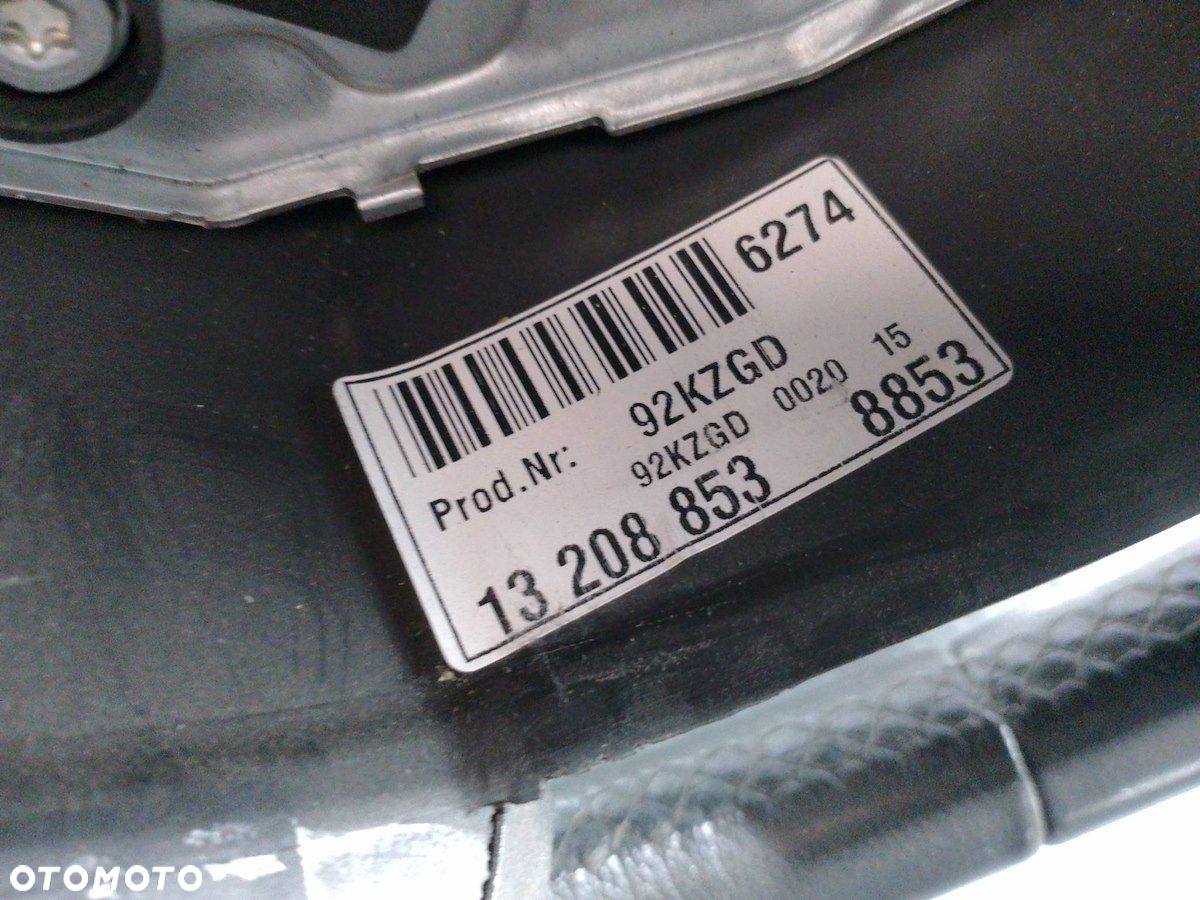 6274
Prod.Nr: 92KZGD
92KZGD 0020 15
13 208 853 8853
OTOMOTO